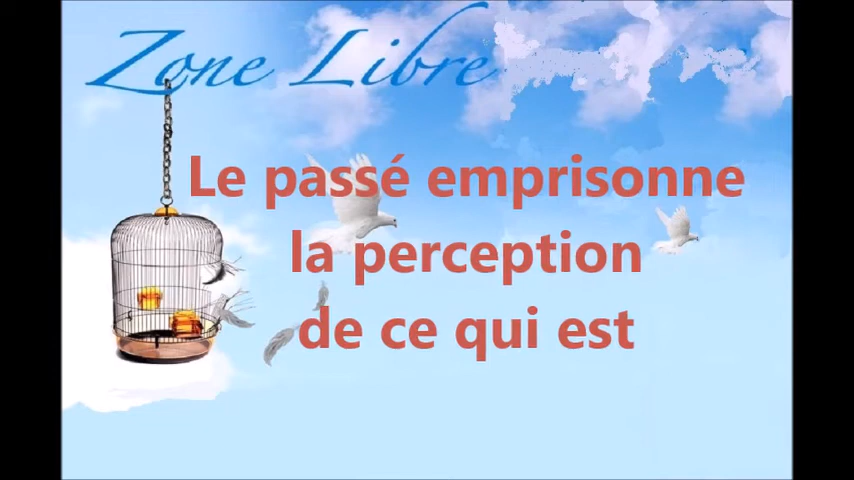 Zone Libre
Le passé emprisonne
la perception
de ce qui est